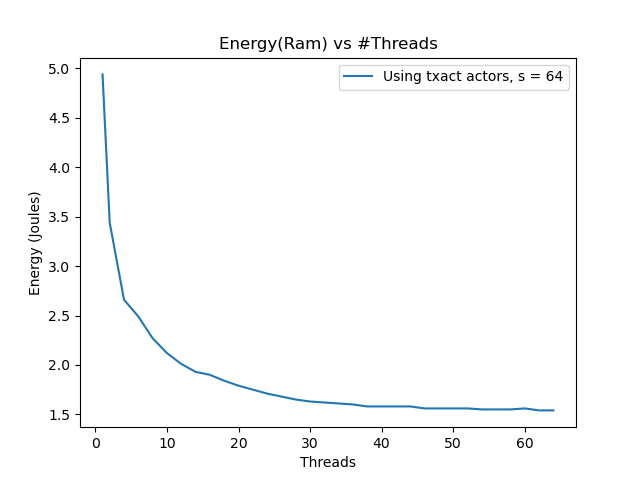 Energy(Ram) vs #Threads
Using txact actors, s = 64
Energy (Joules)
5.0
4.5
4.0
3.5
3.0
2.5
2.0
1.5
0 10 20 30 40 50 60
Threads